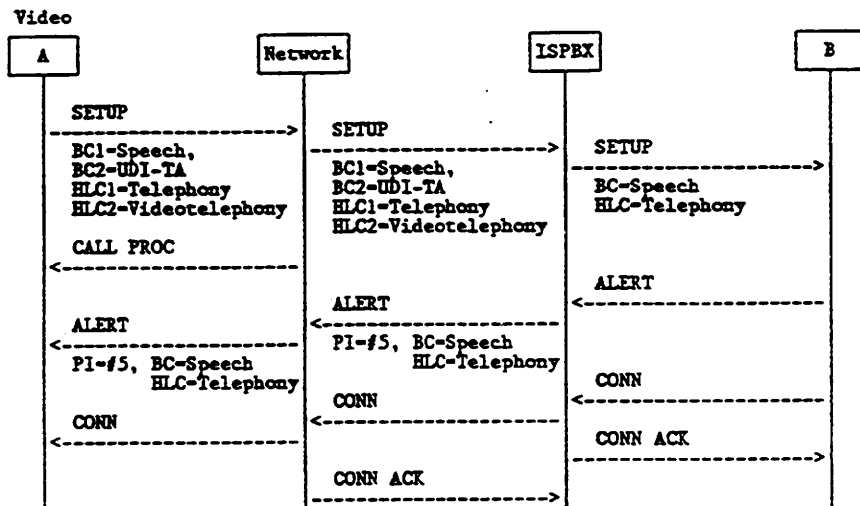 Video
A Network ISPBX B
SETUP
BC1=Speech,
BC2=UDI-TA
HLC1=Telephony
HLC2=Videotelephony
SETUP
BC1=Speech,
BC2=UDI-TA
HLC1=Telephony
HLC2=Videotelephony
SETUP
BC=Speech
HLC=Telephony
CALL PROC
ALERT
ALERT
PI=#5, BC=Speech
HLC=Telephony
ALERT
PI=#5, BC=Speech
HLC=Telephony
CONN
CONN
CONN
CONN ACK
CONN ACK